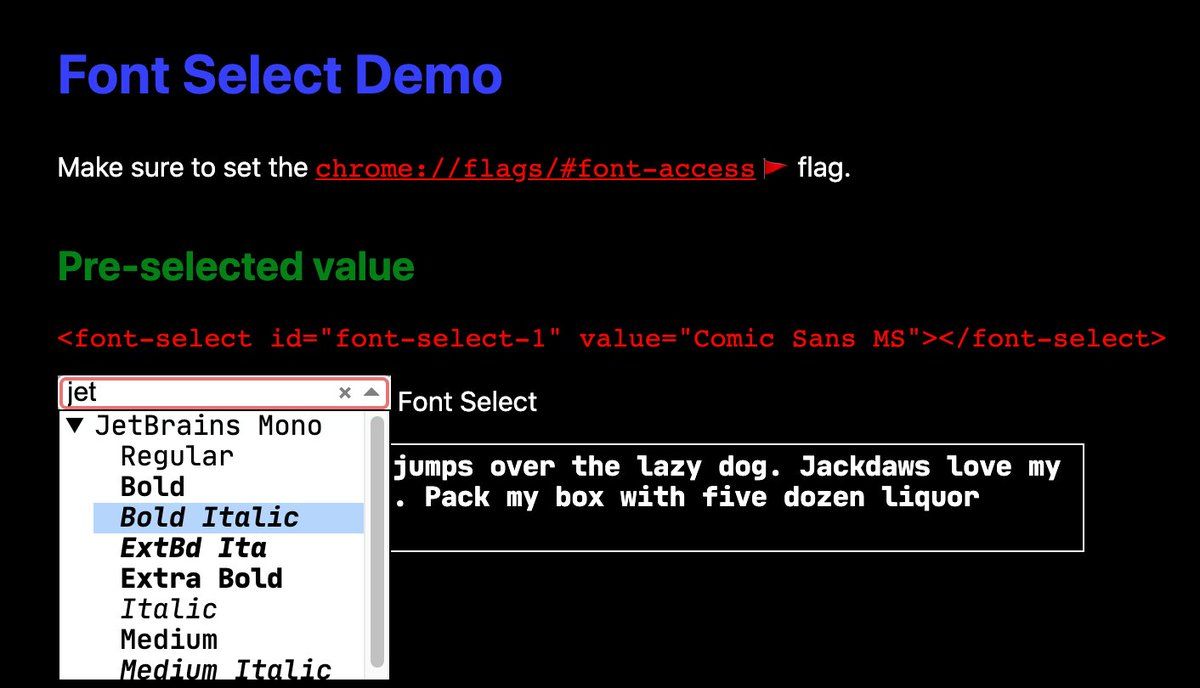 Font Select Demo
Make sure to set the chrome://flags/#font-access flag.
Pre-selected value
<font-select id="font-select-1" value="Comic Sans MS"></font-select>
jet
Font Select
JetBrains Mono
Regular
Bold
Bold Italic
ExtBd Ita
Extra Bold
Italic
Medium
Medium Italic
jumps over the lazy dog. Jackdaws love my
. Pack my box with five dozen liquor